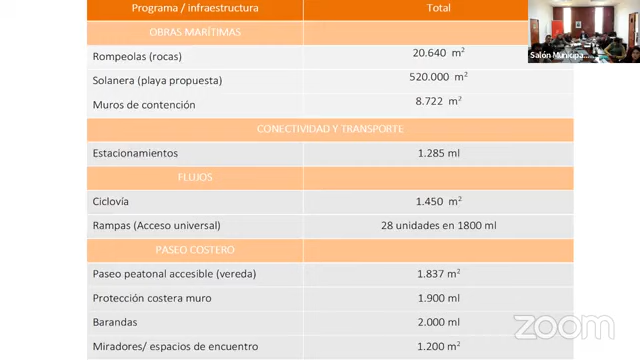 Programa / infraestructura Total
OBRAS MARÍTIMAS
Rompeolas (rocas) 20.640 m²
Solanera (playa propuesta) 520.000 m²
Muros de contención 8.722 m²
CONECTIVIDAD Y TRANSPORTE
Estacionamientos 1.285 ml
FLUJOS
Ciclovía 1.450 m²
Rampas (Acceso universal) 28 unidades en 1800 ml
PASEO COSTERO
Paseo peatonal accesible (vereda) 1.837 m²
Protección costera muro 1.900 ml
Barandas 2.000 ml
Miradores/ espacios de encuentro 1.200 m²
Salón Municipa...
zoom